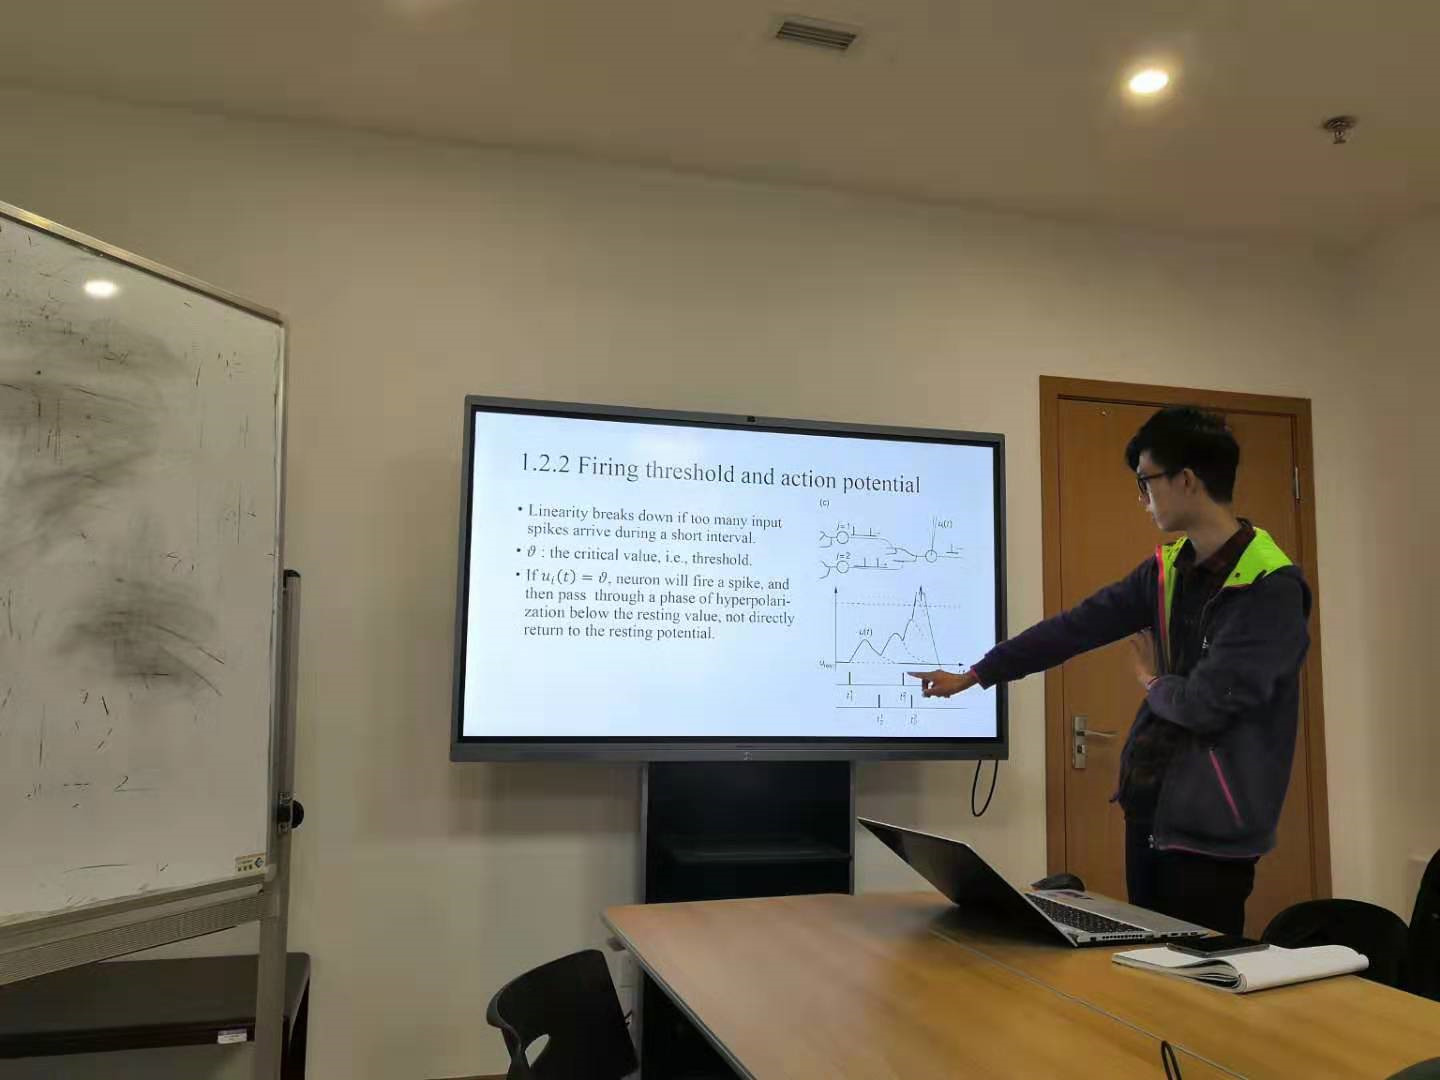 1.2.2 Firing threshold and action potential
• Linearity breaks down if too many input
spikes arrive during a short interval.
• ϑ : the critical value, i.e., threshold.
• If uᵢ(t) = ϑ, neuron will fire a spike, and
then pass through a phase of hyperpolari-
zation below the resting value, not directly
return to the resting potential.
(c)
j=1
u(t)
j=2
u(t)